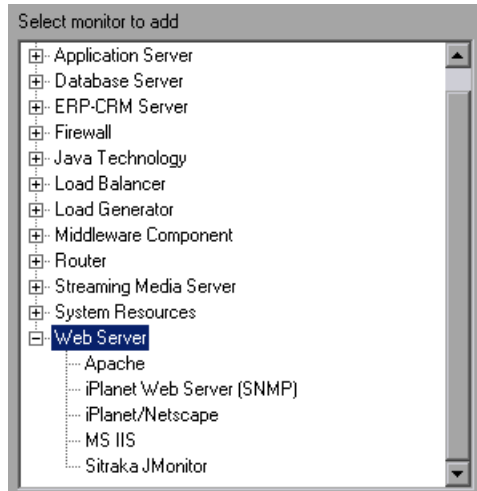 Select monitor to add
Application Server
Database Server
ERP-CRM Server
Firewall
Java Technology
Load Balancer
Load Generator
Middleware Component
Router
Streaming Media Server
System Resources
Web Server
Apache
iPlanet Web Server (SNMP)
iPlanet/Netscape
MS IIS
Sitraka JMonitor